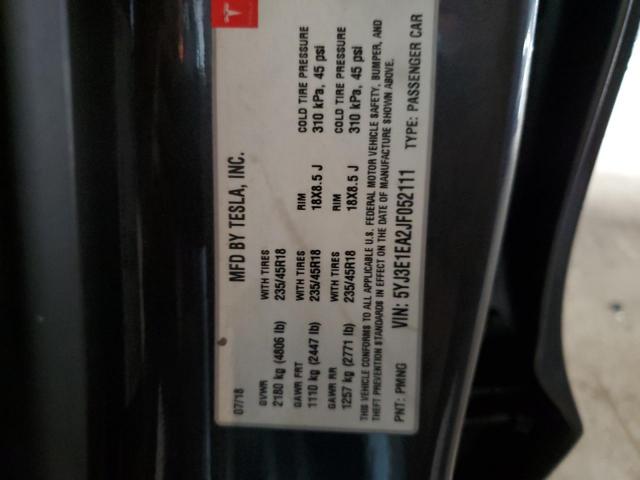 MFD BY TESLA, INC.
07/18
GVWR WITH TIRES RIM COLD TIRE PRESSURE
2180 kg (4806 lb) 235/45R18
GAWR FRT WITH TIRES RIM COLD TIRE PRESSURE
1110 kg (2447 lb) 235/45R18 18X8.5 J 310 kPa, 45 psi
GAWR RR WITH TIRES RIM COLD TIRE PRESSURE
1257 kg (2771 lb) 235/45R18 18X8.5 J 310 kPa, 45 psi
THIS VEHICLE CONFORMS TO ALL APPLICABLE U.S. FEDERAL MOTOR VEHICLE SAFETY, BUMPER, AND
THEFT PREVENTION STANDARDS IN EFFECT ON THE DATE OF MANUFACTURE SHOWN ABOVE.
PNT: PMNG VIN: 5YJ3E1EA2JF052111 TYPE: PASSENGER CAR